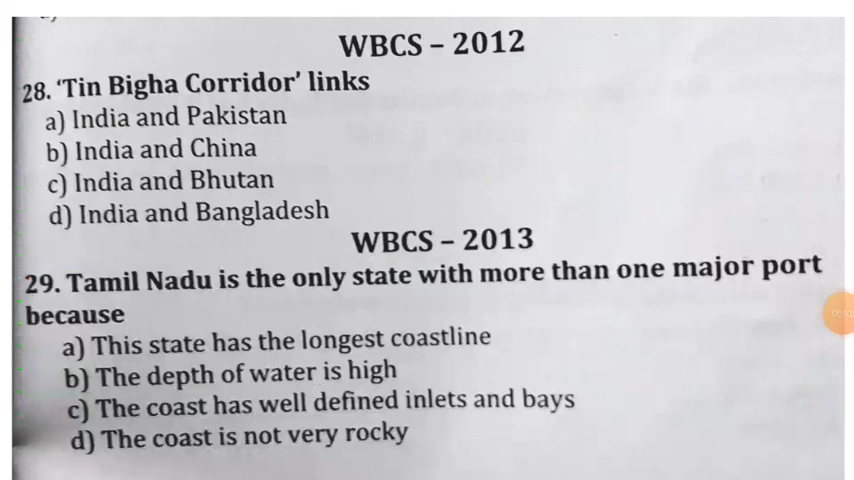 WBCS – 2012
28. ‘Tin Bigha Corridor’ links
a) India and Pakistan
b) India and China
c) India and Bhutan
d) India and Bangladesh
WBCS – 2013
29. Tamil Nadu is the only state with more than one major port
because
a) This state has the longest coastline
b) The depth of water is high
c) The coast has well defined inlets and bays
d) The coast is not very rocky